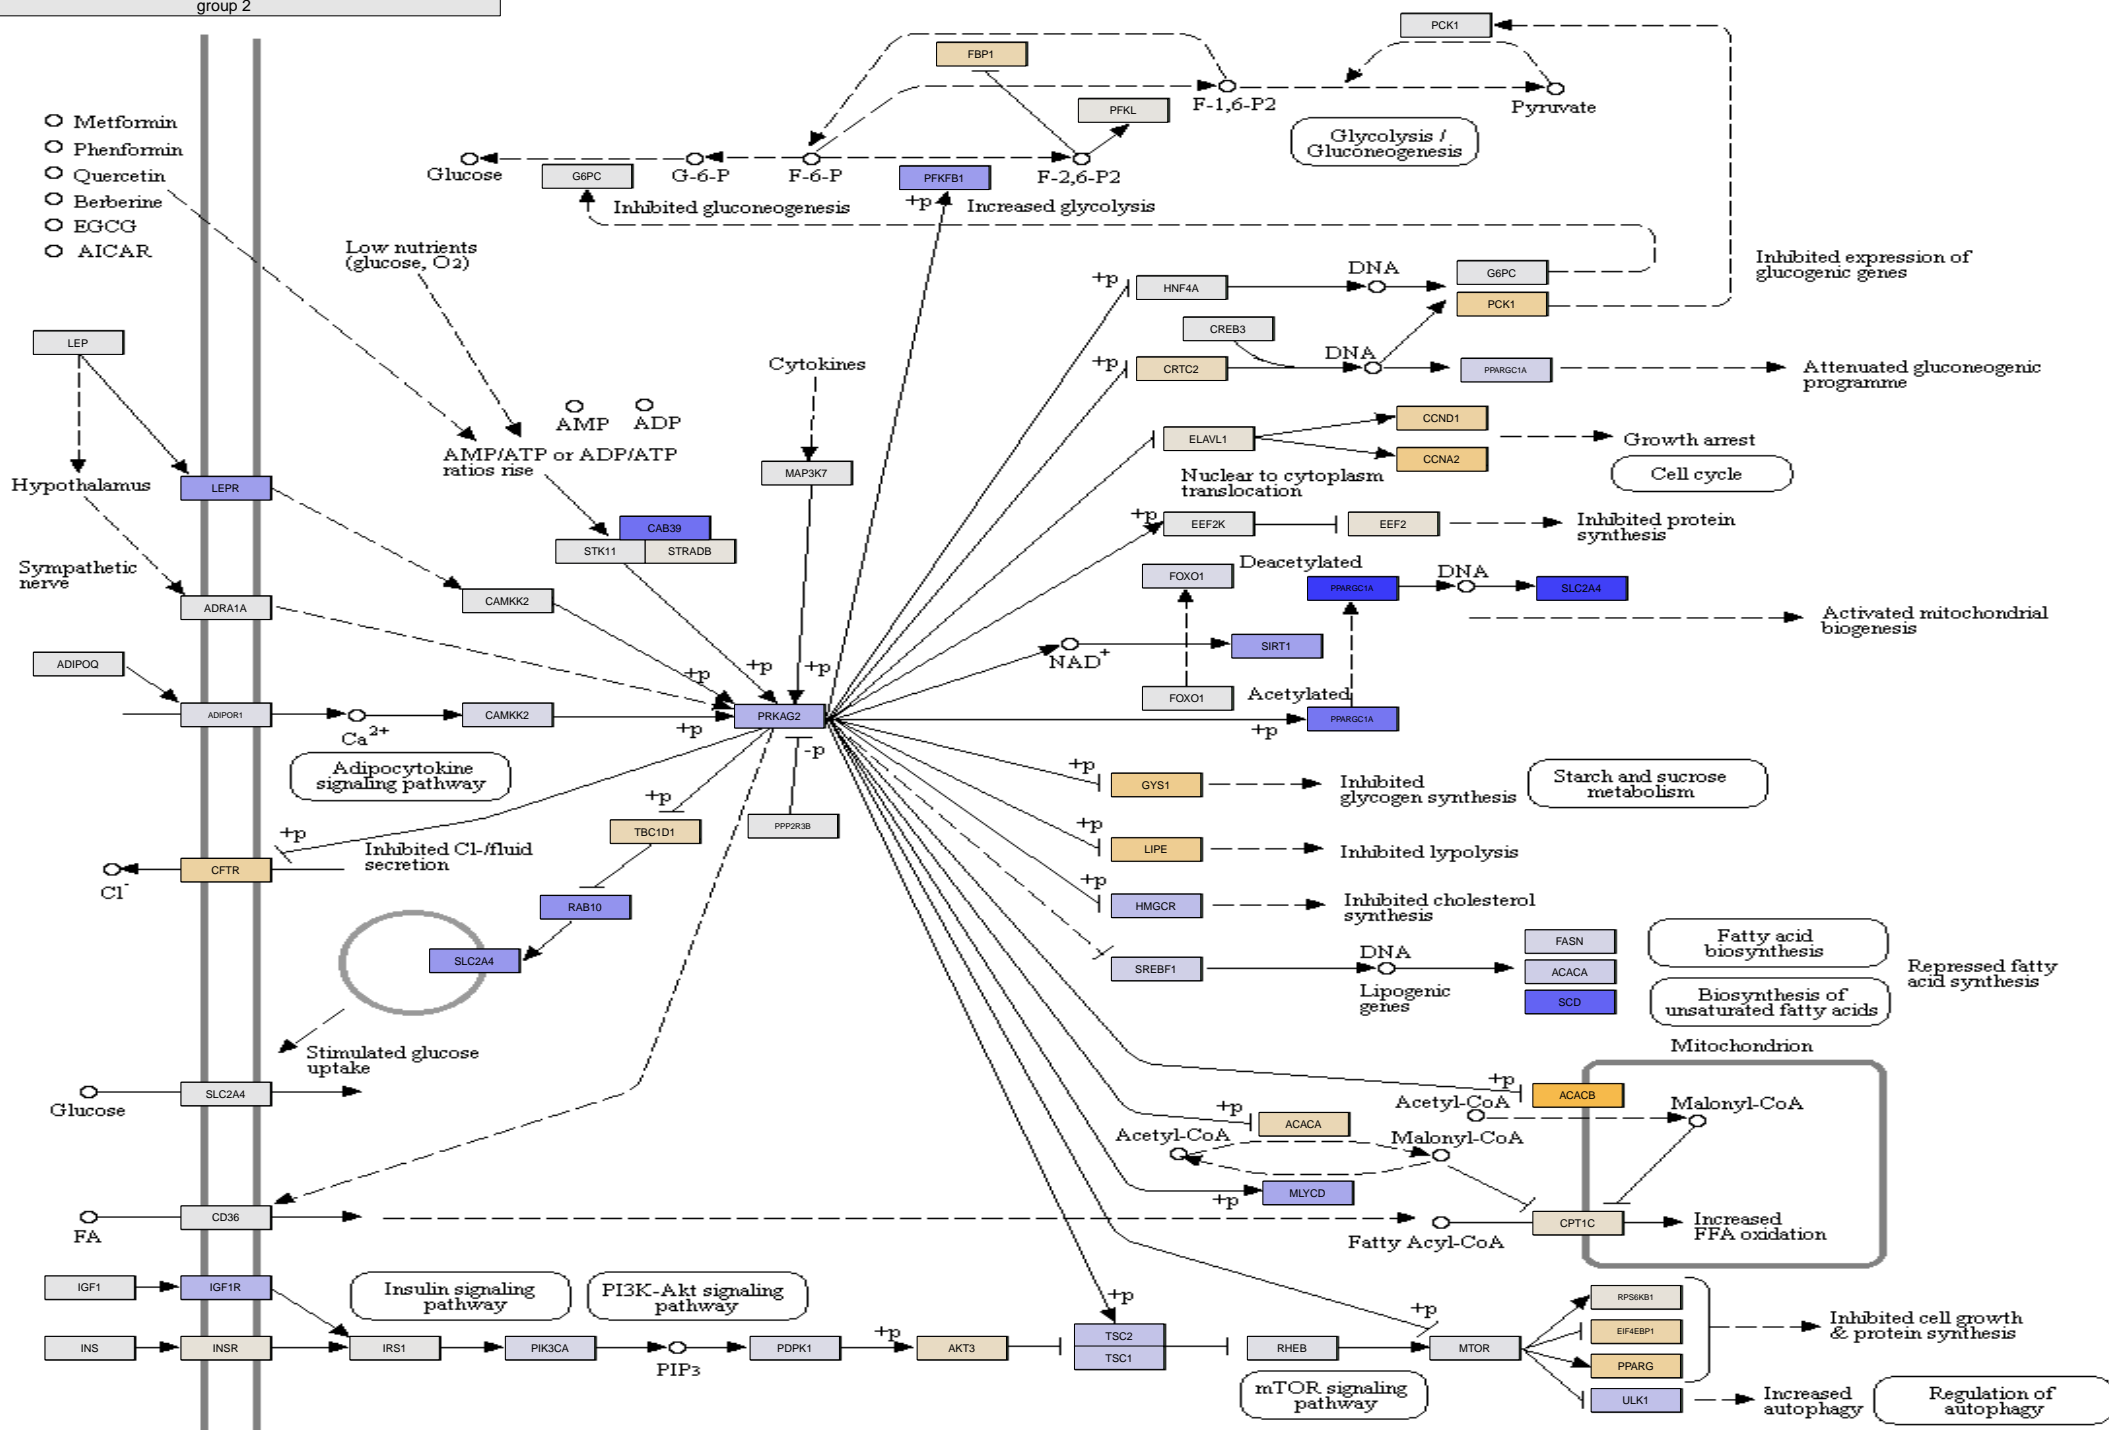 group 2
PCK1
FBP1
F-1,6-P2
Pyruvate
PFKL
Glycolysis /
Gluconeogenesis
Metformin
Phenformin
Quercetin
Berberine
EGCG
AICAR
Glucose
G6PC
G-6-P
F-6-P
PFKFB1
F-2,6-P2
+p
Inhibited gluconeogenesis
Increased glycolysis
Low nutrients
(glucose, O2)
+p
HNF4A
DNA
G6PC
PCK1
Inhibited expression of
glucogenic genes
CREB3
+p
CRTC2
DNA
PPARGC1A
Attenuated gluconeogenic
programme
LEP
Cytokines
AMP
ADP
AMP/ATP or ADP/ATP
ratios rise
MAP3K7
ELAVL1
CCND1
CCNA2
Growth arrest
Cell cycle
Nuclear to cytoplasm
translocation
Hypothalamus
LEPR
CAB39
STK11
STRADB
+p
EEF2K
EEF2
Inhibited protein
synthesis
Sympathetic
nerve
ADRA1A
CAMKK2
FOXO1
Deacetylated
PPARGC1A
DNA
SLC2A4
Activated mitochondrial
biogenesis
NAD+
SIRT1
ADIPOQ
+p
+p
+p
FOXO1
Acetylated
ADIPOR1
Ca2+
CAMKK2
+p
PRKAG2
+p
PPARGC1A
-p
Adipocytokine
signaling pathway
+p
GYS1
Inhibited
glycogen synthesis
Starch and sucrose
metabolism
+p
TBC1D1
PPP2R3B
+p
Inhibited Cl-/fluid
secretion
+p
LIPE
Inhibited lypolysis
CFTR
Cl-
RAB10
+p
HMGCR
Inhibited cholesterol
synthesis
SLC2A4
SREBF1
DNA
Lipogenic
genes
FASN
ACACA
SCD
Fatty acid
biosynthesis
Biosynthesis of
unsaturated fatty acids
Repressed fatty
acid synthesis
Stimulated glucose
uptake
Mitochondrion
Glucose
SLC2A4
+p
ACACB
Acetyl-CoA
Malonyl-CoA
+p
ACACA
Acetyl-CoA
Malonyl-CoA
+p
MLYCD
FA
CD36
Fatty Acyl-CoA
CPT1C
Increased
FFA oxidation
IGF1
IGF1R
Insulin signaling
pathway
PI3K-Akt signaling
pathway
+p
+p
RPS6KB1
EIF4EBP1
PPARG
ULK1
Inhibited cell growth
& protein synthesis
INS
INSR
IRS1
PIK3CA
PIP3
PDPK1
+p
AKT3
TSC2
TSC1
RHEB
MTOR
mTOR signaling
pathway
Increased
autophagy
Regulation of
autophagy